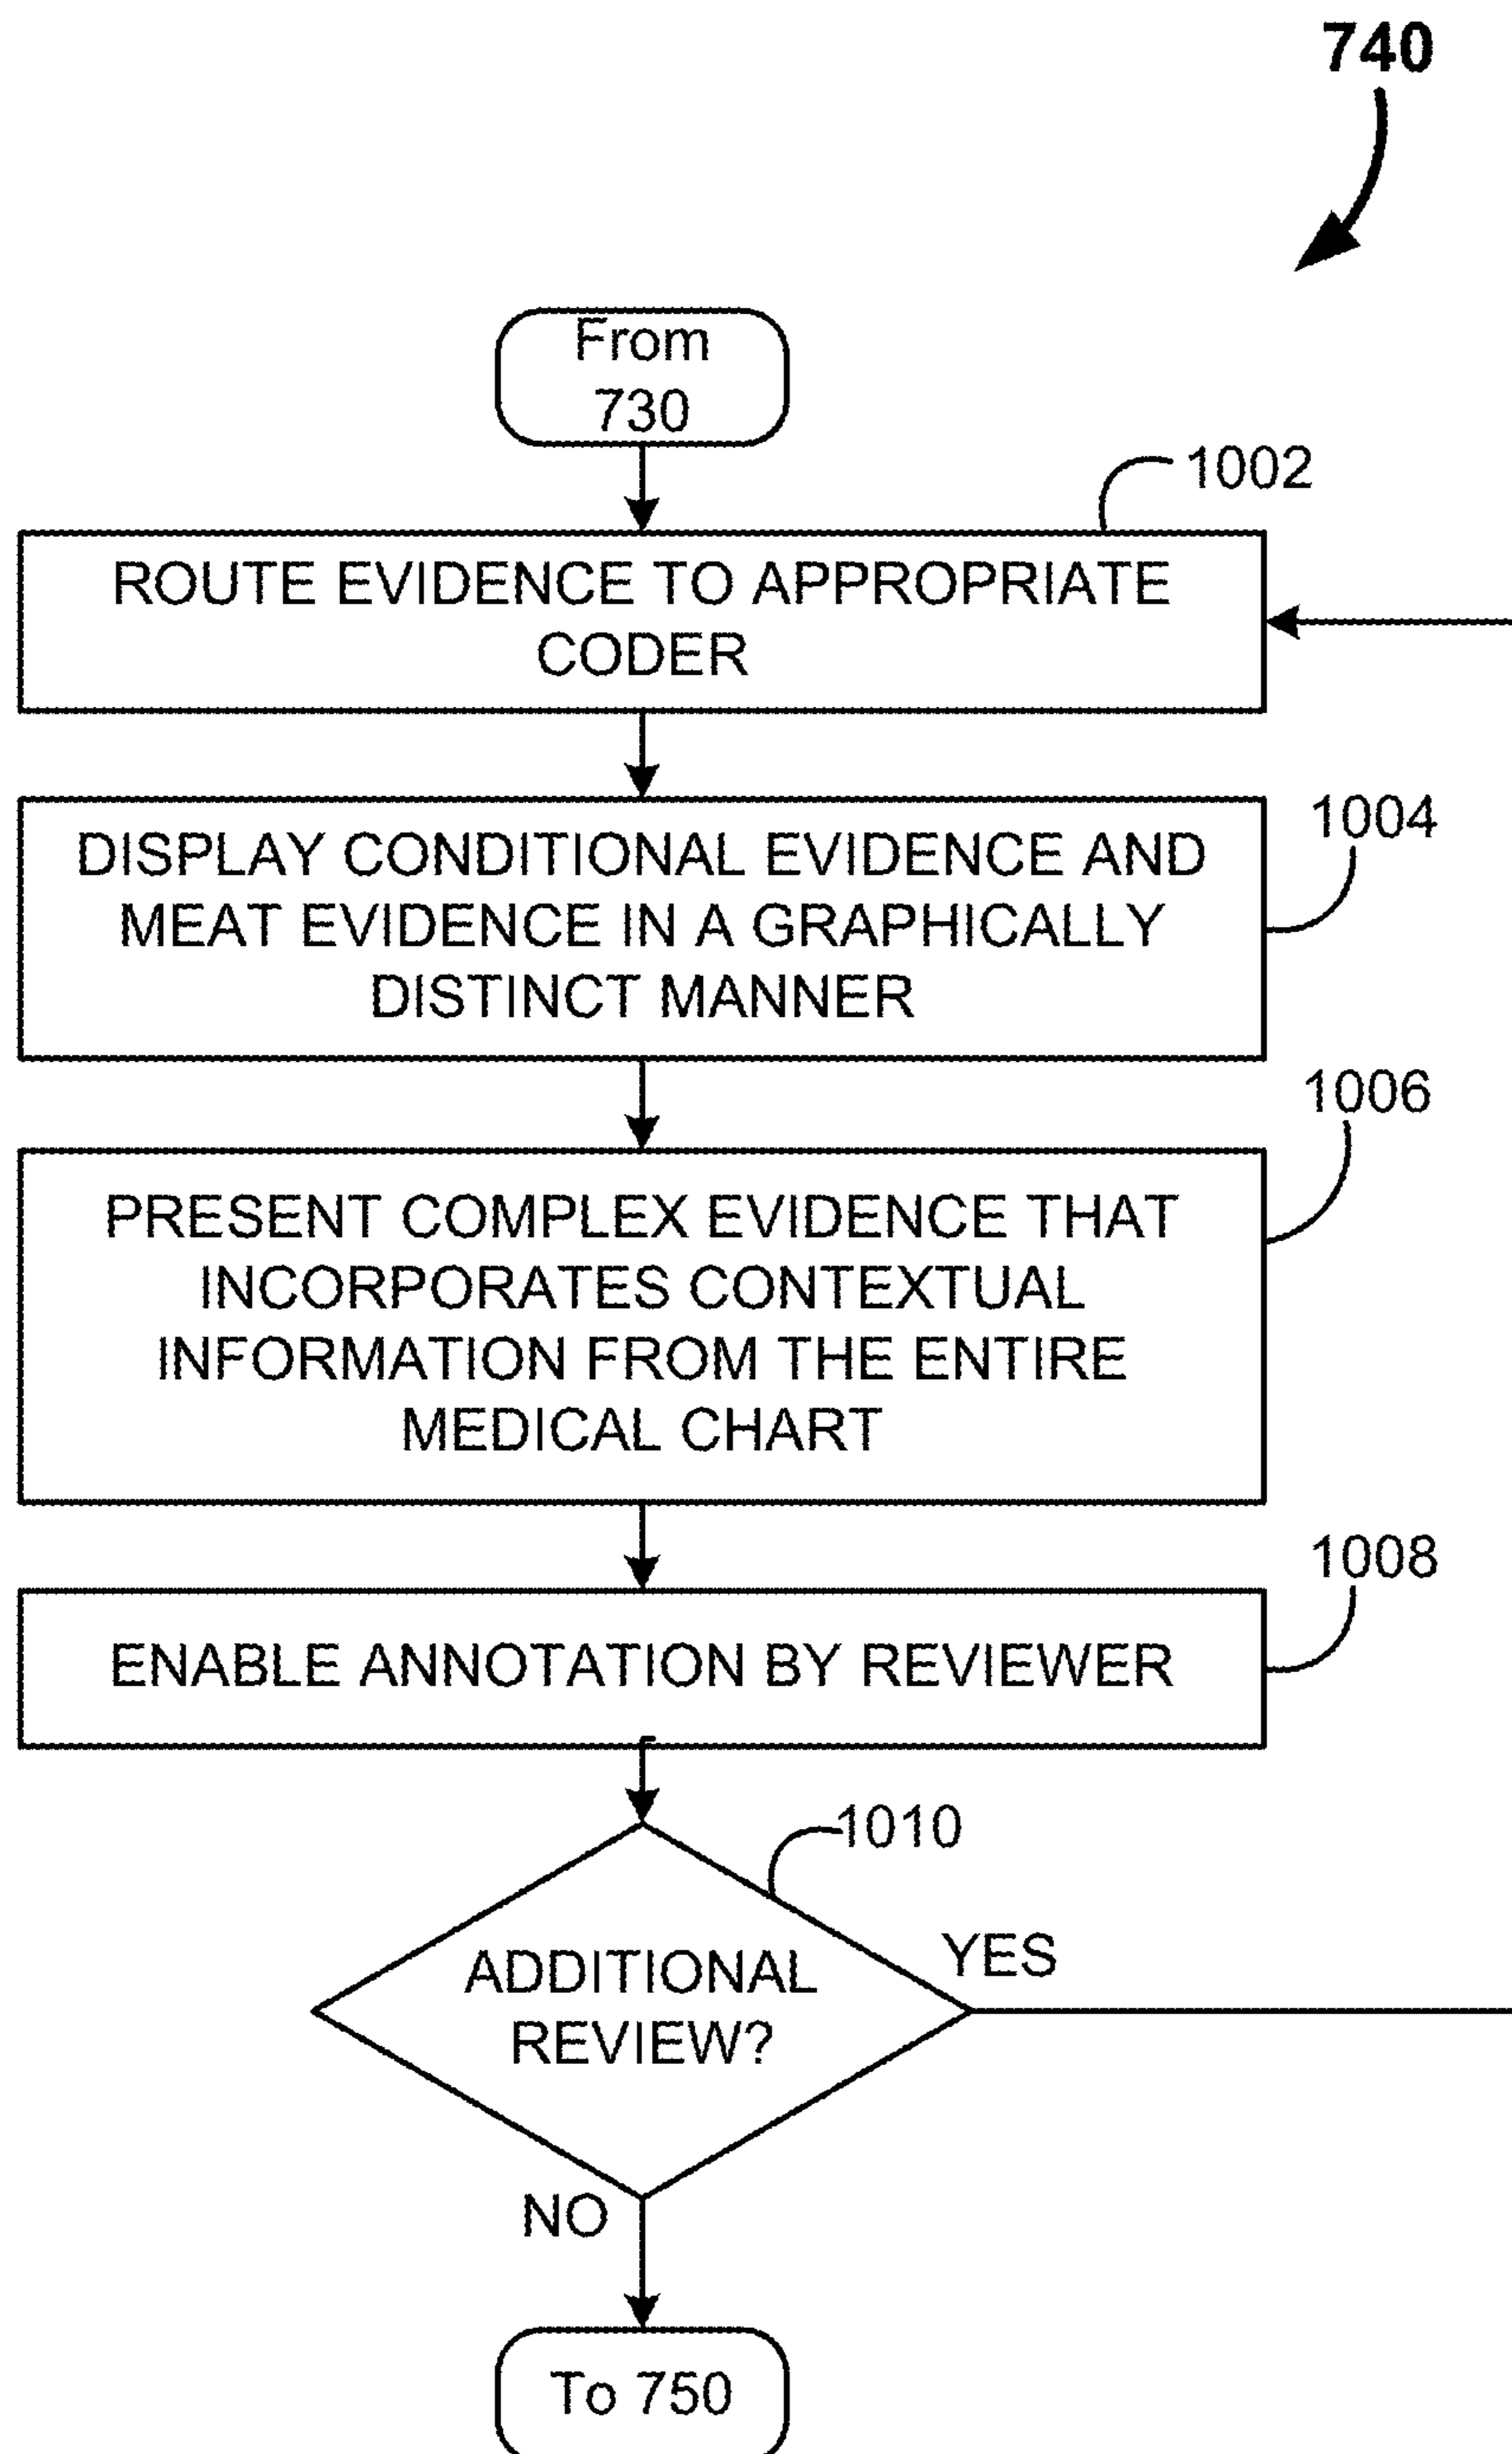 740
From
730
1002
ROUTE EVIDENCE TO APPROPRIATE
CODER
1004
DISPLAY CONDITIONAL EVIDENCE AND
MEAT EVIDENCE IN A GRAPHICALLY
DISTINCT MANNER
1006
PRESENT COMPLEX EVIDENCE THAT
INCORPORATES CONTEXTUAL
INFORMATION FROM THE ENTIRE
MEDICAL CHART
1008
ENABLE ANNOTATION BY REVIEWER
1010
ADDITIONAL
REVIEW?
YES
NO
To 750